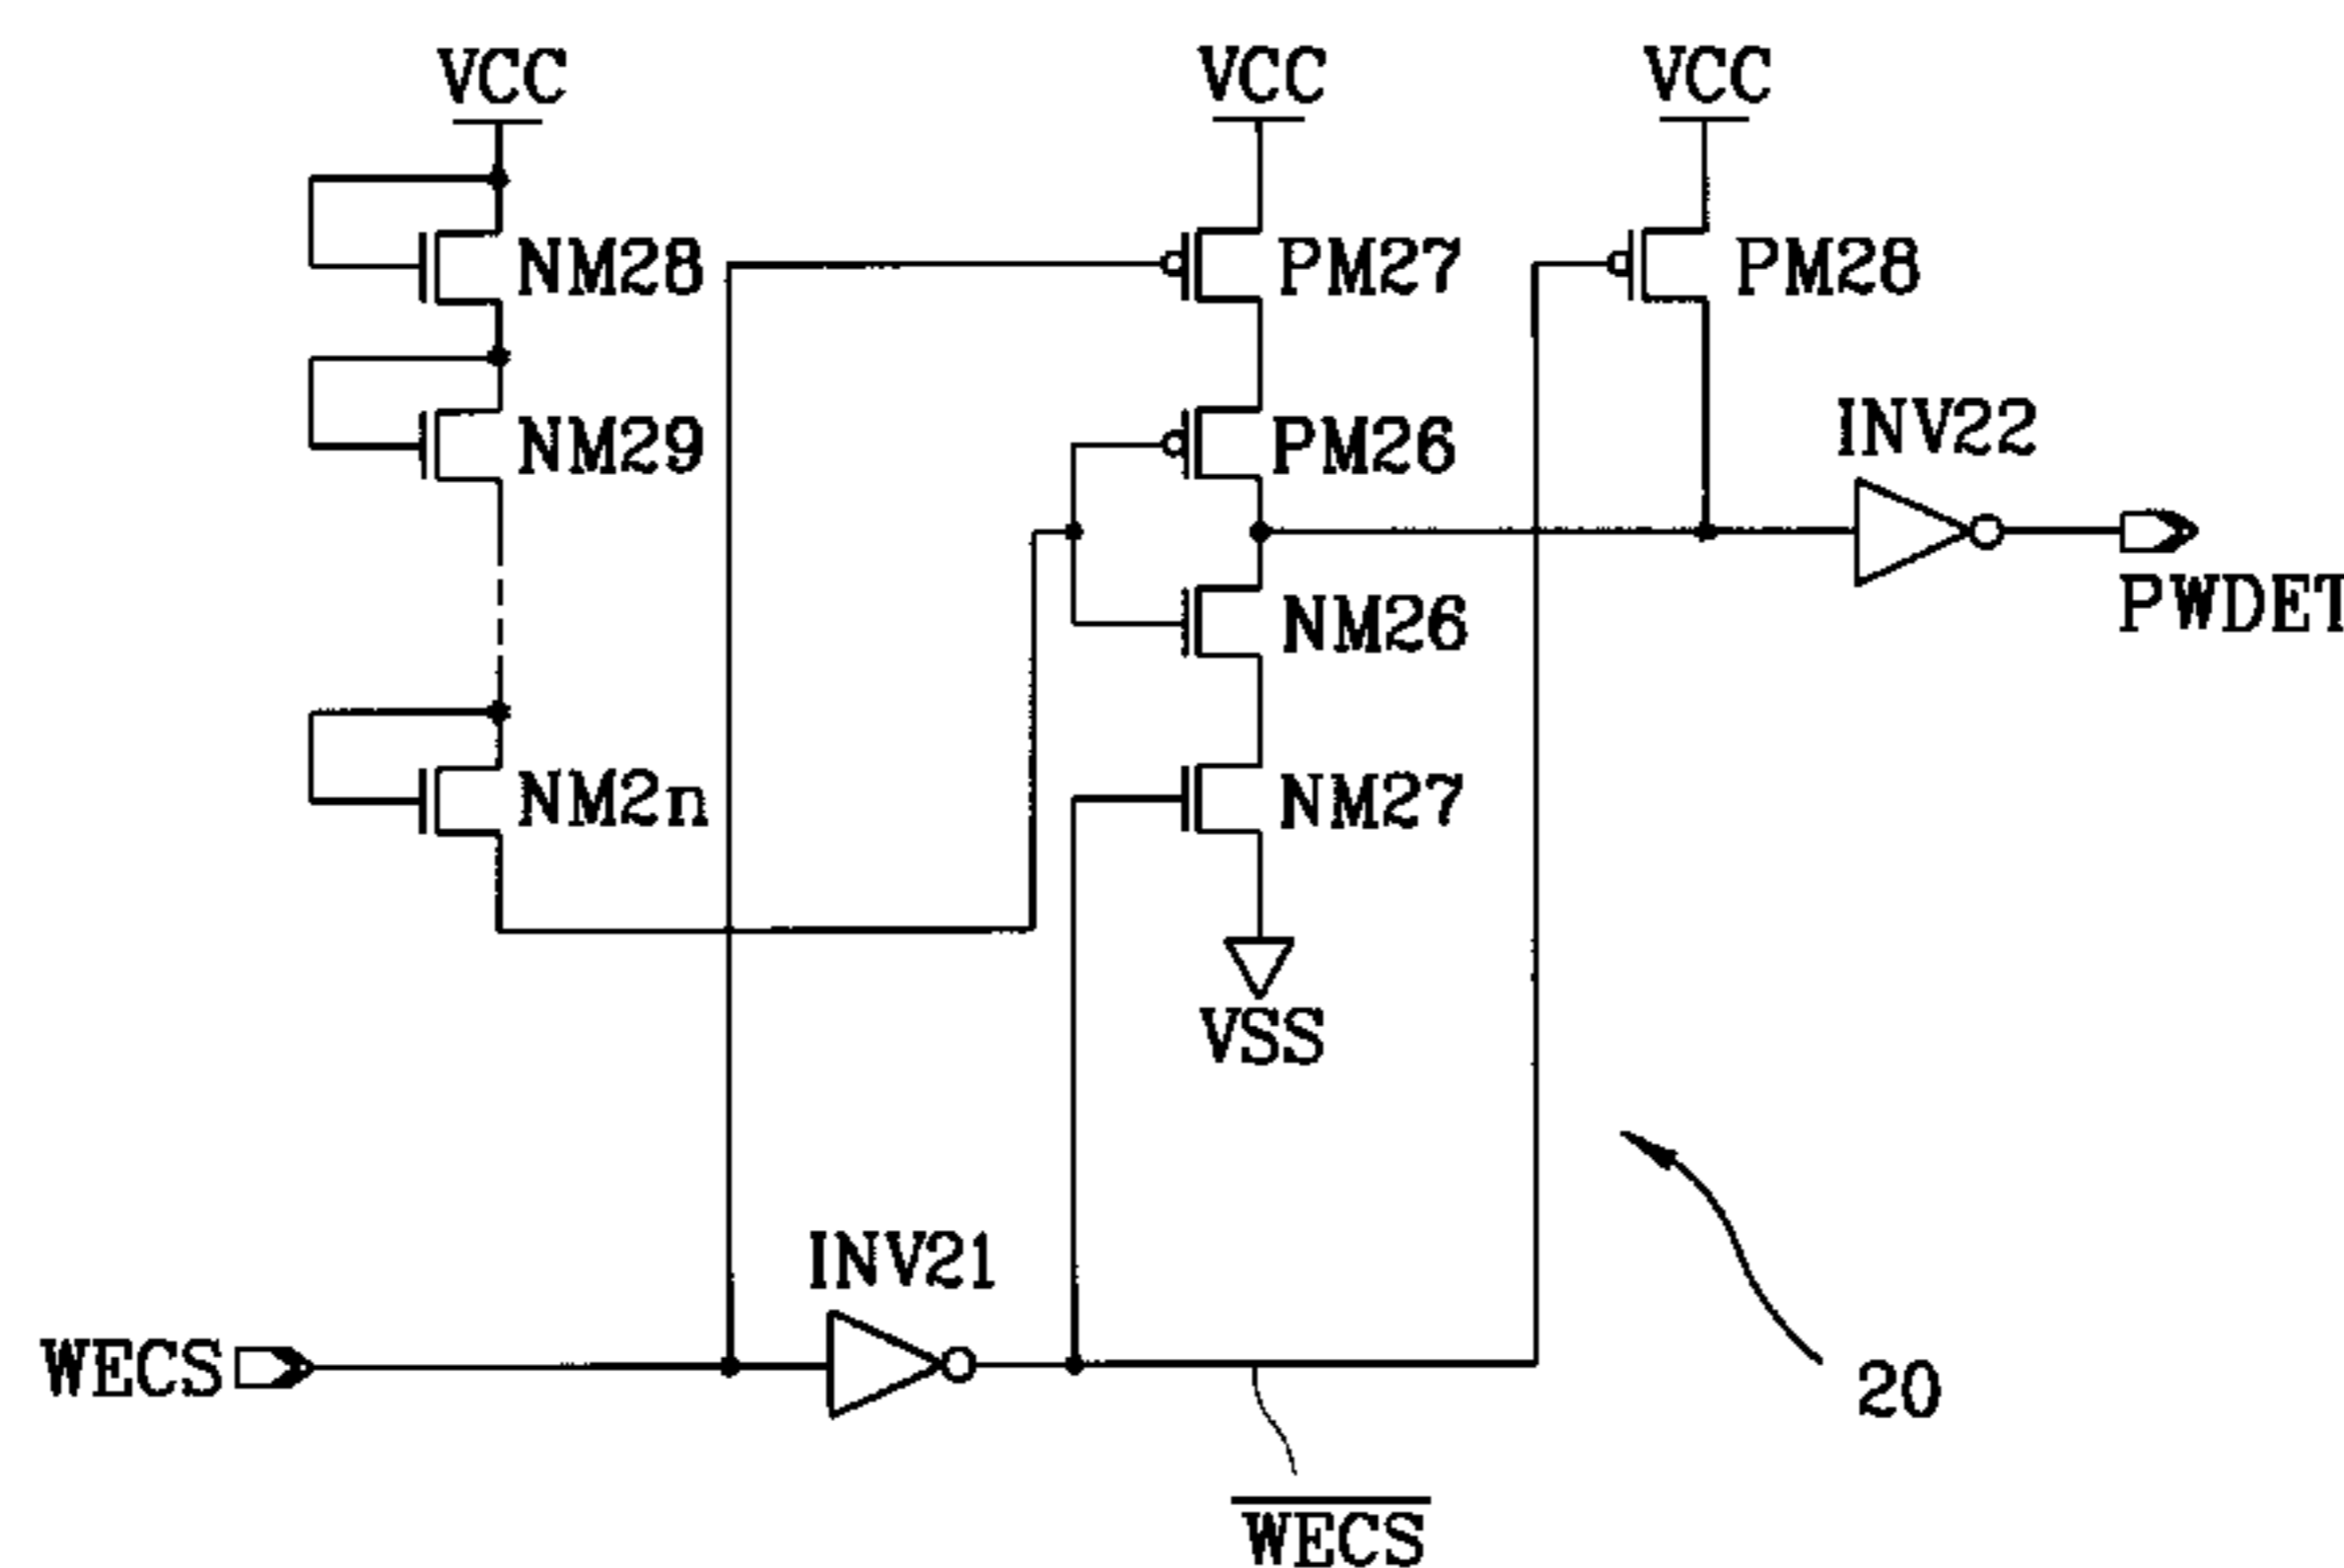 VCC
VCC
VCC
NM28
PM27
PM28
NM29
PM26
INV22
NM26
PWDET
NM2n
NM27
VSS
INV21
WECS
20
WECS